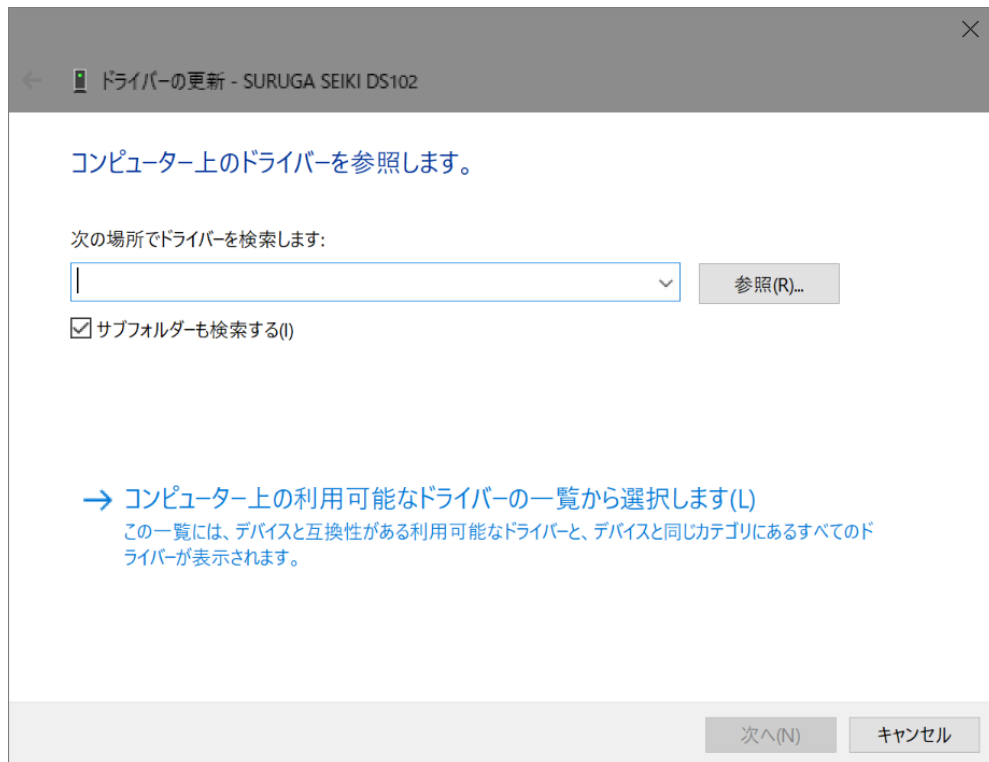 ドライバーの更新 - SURUGA SEIKI DS102
コンピューター上のドライバーを参照します。
次の場所でドライバーを検索します:
参照(R)...
サブフォルダーも検索する(I)
コンピューター上の利用可能なドライバーの一覧から選択します(L)
この一覧には、デバイスと互換性がある利用可能なドライバーと、デバイスと同じカテゴリにあるすべてのド
ライバーが表示されます。
次へ(N)
キャンセル